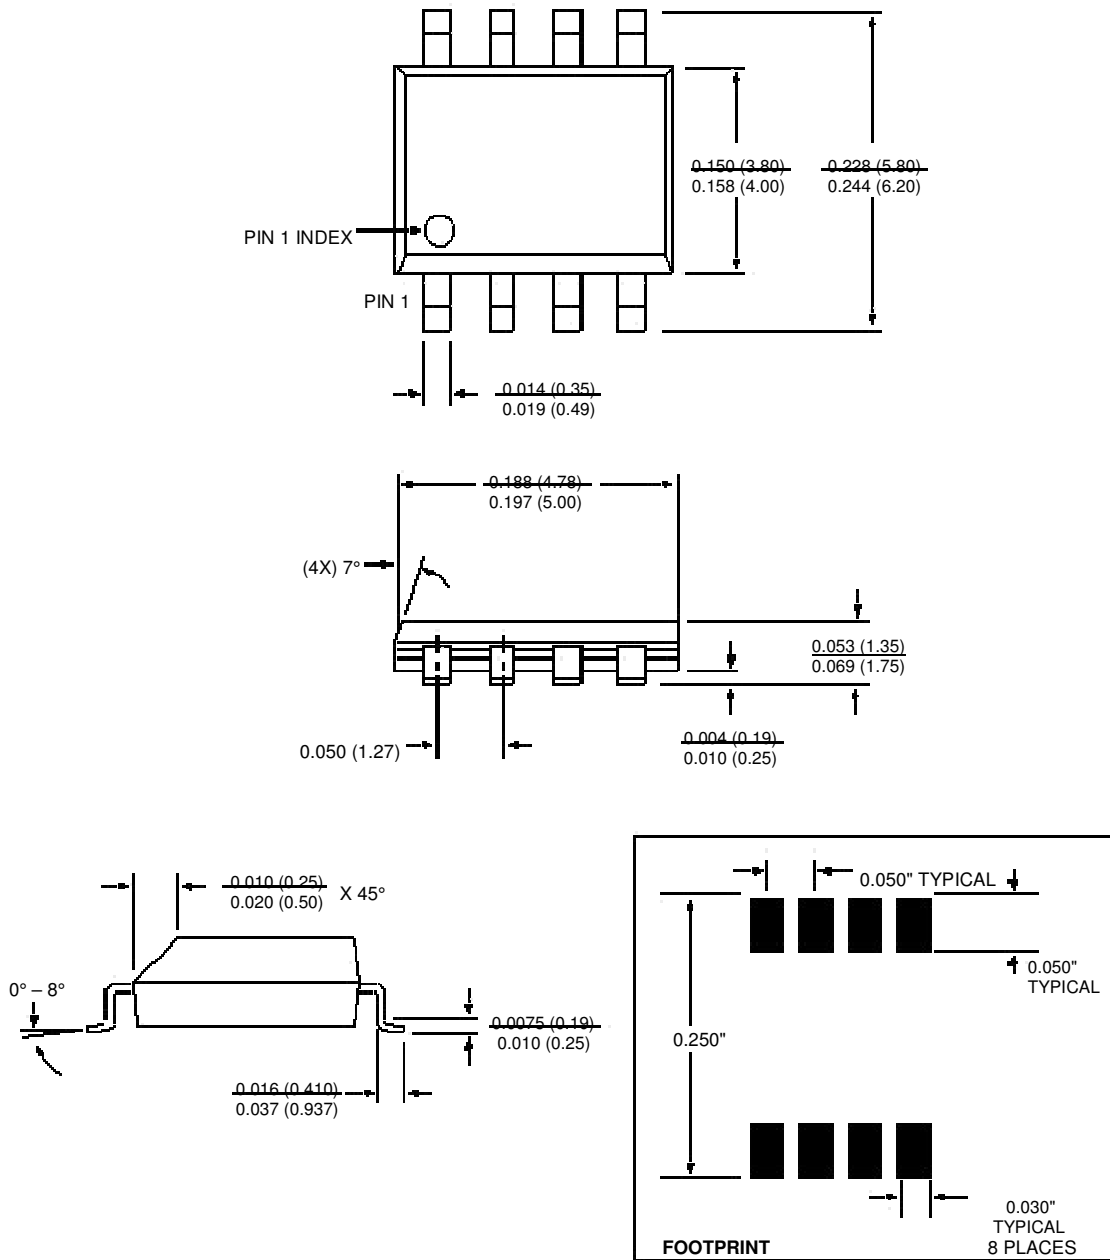 0.150 (3.80)
0.158 (4.00)
0.228 (5.80)
0.244 (6.20)
PIN 1 INDEX
PIN 1
0.014 (0.35)
0.019 (0.49)
0.188 (4.78)
0.197 (5.00)
(4X) 7°
0.053 (1.35)
0.069 (1.75)
0.050 (1.27)
0.004 (0.19)
0.010 (0.25)
0.010 (0.25)
0.020 (0.50)
X 45°
0° – 8°
0.0075 (0.19)
0.010 (0.25)
0.016 (0.410)
0.037 (0.937)
0.050" TYPICAL
0.050"
TYPICAL
0.250"
0.030"
TYPICAL
8 PLACES
FOOTPRINT